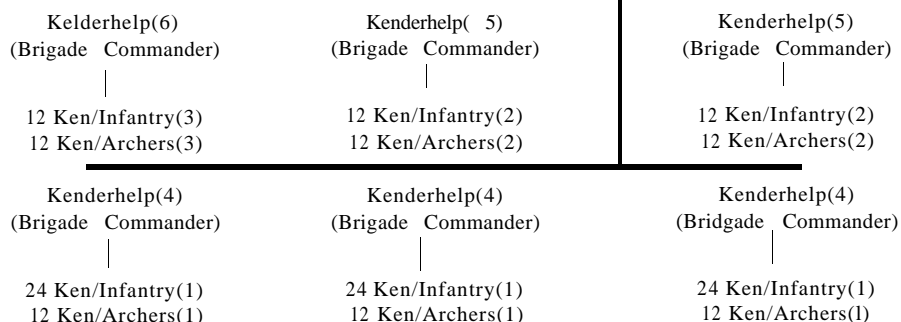 Kelderhelp(6)
(Brigade Commander)
12 Ken/Infantry(3)
12 Ken/Archers(3)
Kenderhelp( 5)
(Brigade Commander)
12 Ken/Infantry(2)
12 Ken/Archers(2)
Kenderhelp(5)
(Brigade Commander)
12 Ken/Infantry(2)
12 Ken/Archers(2)
Kenderhelp(4)
(Brigade Commander)
24 Ken/Infantry(1)
12 Ken/Archers(1)
Kenderhelp(4)
(Brigade Commander)
24 Ken/Infantry(1)
12 Ken/Archers(1)
Kenderhelp(4)
(Bridgade Commander)
24 Ken/Infantry(1)
12 Ken/Archers(l)